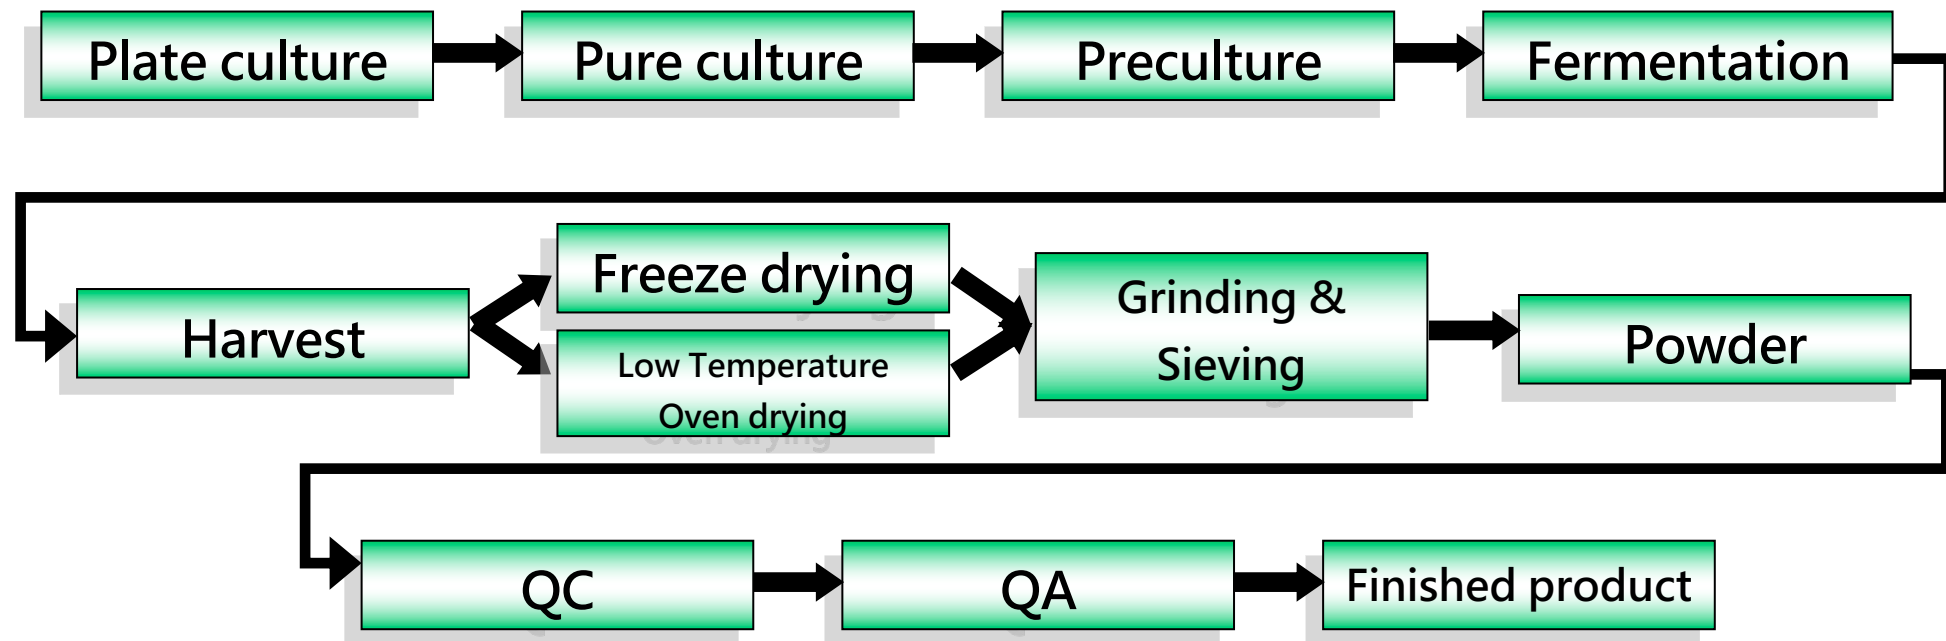 Plate culture
Pure culture
Preculture
Fermentation
Harvest
Freeze drying
Low Temperature
Oven drying
Grinding &
Sieving
Powder
QC
QA
Finished product